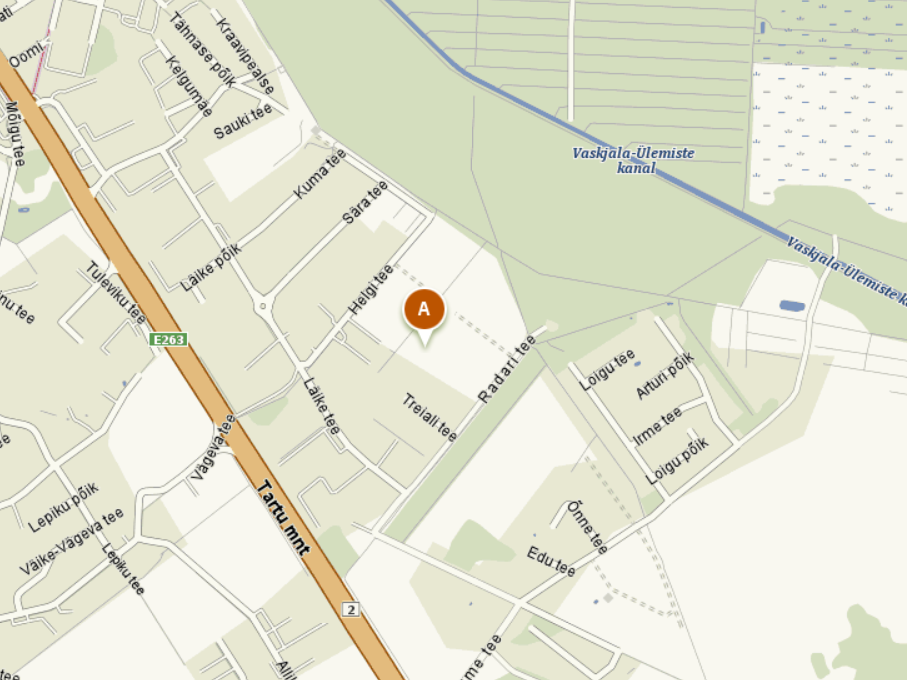 Oomi
Tähnase põik
Kraavipealse
Kelgumäe
Sauki tee
Mõigu tee
Kuma tee
Sära tee
Vaskjala-Ülemiste
kanal
Vaskjala-Ülemiste
Läike põik
Helgi tee
Tuleviku tee
A
E263
Radari tee
Loigu tee
Arturi põik
Läike tee
Treiali tee
Irme tee
Loigu põik
Vägeva tee
Tartu mnt
Lepiku põik
Väike-Vägeva tee
Lepiku tee
Õnne tee
Edu tee
2